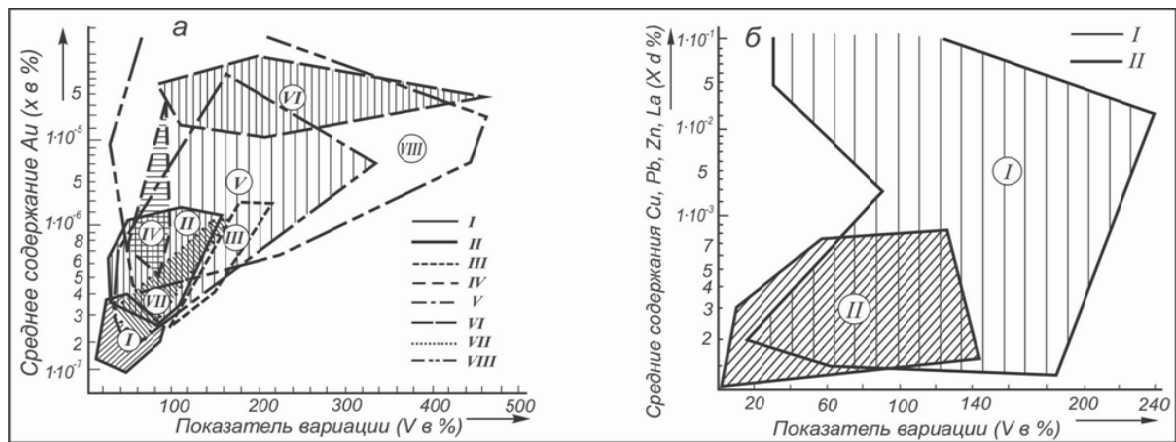 а
Среднее содержание Au (x в %)
5
1·10⁻⁵
5
1·10⁻⁶
8
6
5
4
3
2
1·10⁻⁷
100
200
300
400
500
Показатель вариации (V в %)
VI
VIII
V
IV
II
III
VII
I
I
II
III
IV
V
VI
VII
VIII
б
Средние содержания Cu, Pb, Zn, La (X d %)
1·10⁻¹
5
1·10⁻²
5
1·10⁻³
7
5
4
3
2
20
60
100
140
200
240
Показатель вариации (V в %)
I
II
I
II